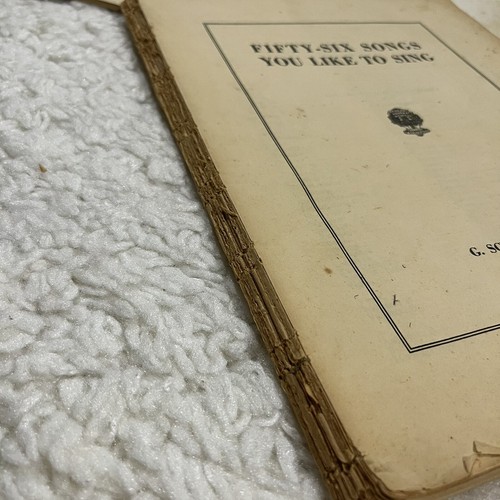 FIFTY-SIX SONGS
YOU LIKE TO SING
G.